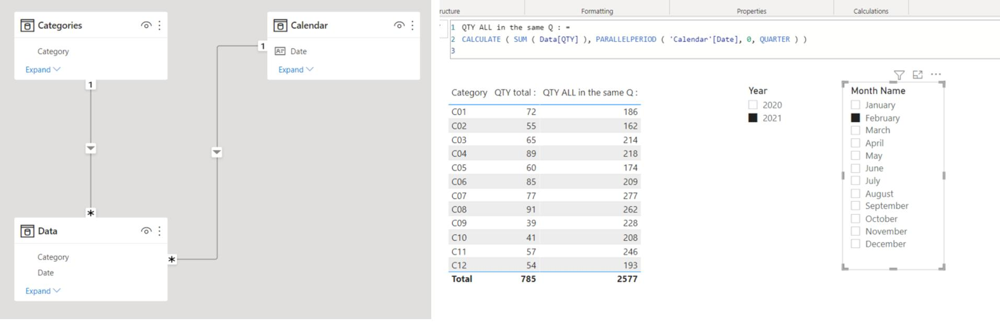 Categories
Category
Expand
1
*
Data
Category
Date
Expand
*
1
Calendar
Date
Expand
ructure
Formatting
Properties
Calculations
1 QTY ALL in the same Q : =
2 CALCULATE ( SUM ( Data[QTY] ), PARALLELPERIOD ( 'Calendar'[Date], 0, QUARTER ) )
3
Category QTY total : QTY ALL in the same Q :
C01 72 186
C02 55 162
C03 65 214
C04 89 218
C05 60 174
C06 85 209
C07 77 277
C08 91 262
C09 39 228
C10 41 208
C11 57 246
C12 54 193
Total 785 2577
Year
2020
2021
Month Name
January
February
March
April
May
June
July
August
September
October
November
December